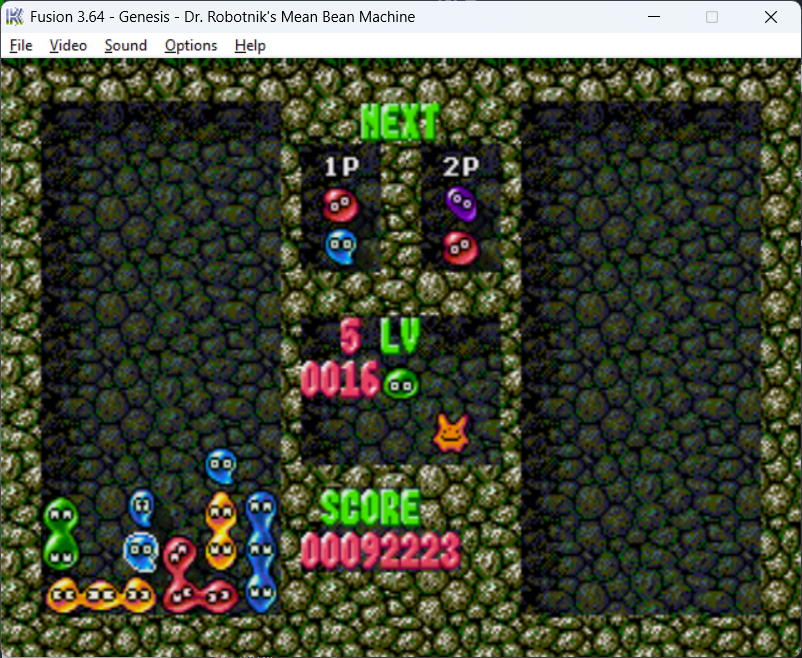 Fusion 3.64 - Genesis - Dr. Robotnik's Mean Bean Machine
File Video Sound Options Help
NEXT
1P 2P
5 LV
0016
SCORE
00092223